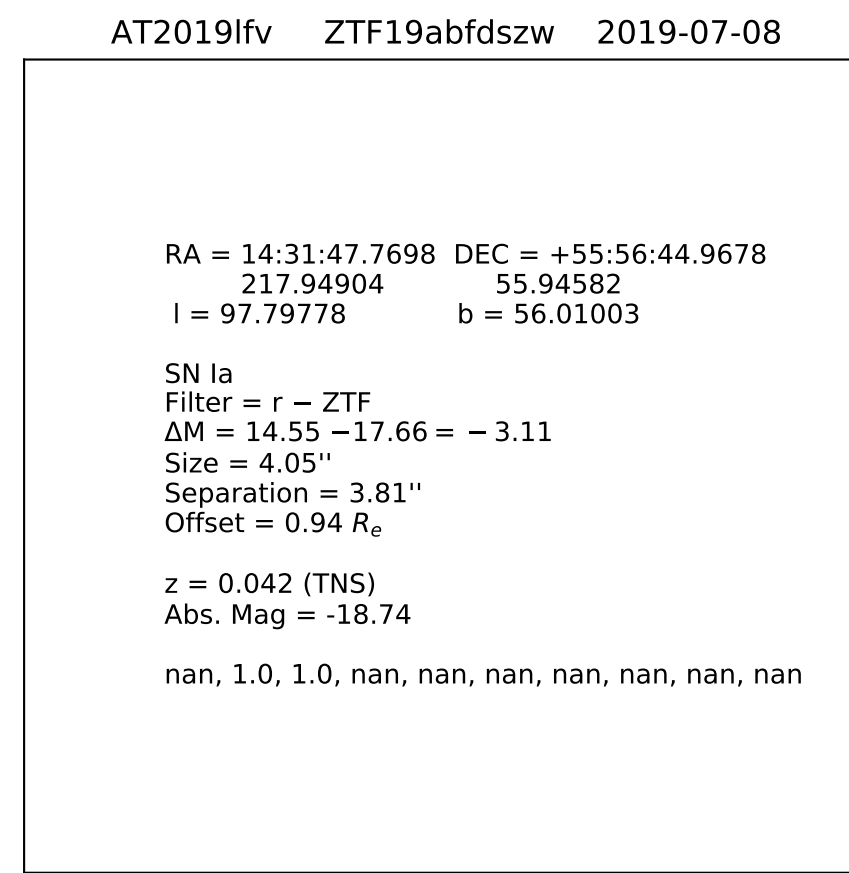 AT2019lfv ZTF19abfdszw 2019-07-08
RA = 14:31:47.7698 DEC = +55:56:44.9678
217.94904 55.94582
l = 97.79778 b = 56.01003
SN Ia
Filter = r − ZTF
ΔM = 14.55 −17.66 = − 3.11
Size = 4.05''
Separation = 3.81''
Offset = 0.94 Re
z = 0.042 (TNS)
Abs. Mag = -18.74
nan, 1.0, 1.0, nan, nan, nan, nan, nan, nan, nan